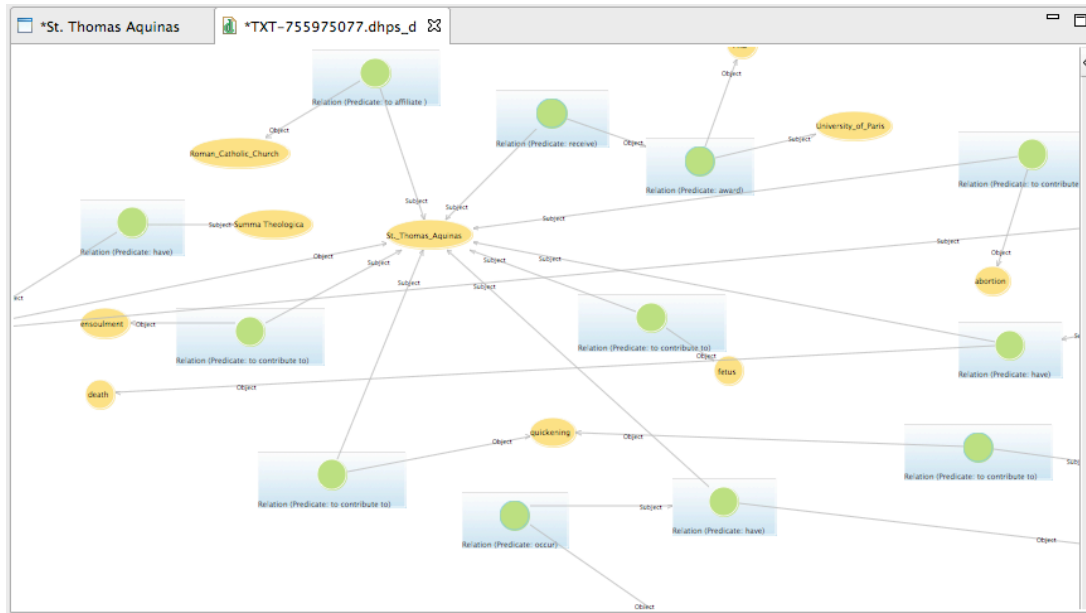 *St. Thomas Aquinas
*TXT-755975077.dhps_d
Object
University_of_Paris
Relation (Predicate: to affiliate )
Object
Relation (Predicate: receive)
Object
Subject
Roman_Catholic_Church
Relation (Predicate: award)
Relation (Predicate: to contribute
Subject
Subject
Subject
Subject
Summa Theologica
St._Thomas_Aquinas
Subject
Relation (Predicate: have)
Object
Subject
Subject
Subject
Subject
Subject
abortion
ect
ensoulment
Object
Relation (Predicate: to contribute to)
Relation (Predicate: to contribute to)
Object
fetus
Relation (Predicate: have)
death
Object
quickening
Object
Object
Subject
Relation (Predicate: to contribute to)
Relation (Predicate: to contribute to)
Subject
Relation (Predicate: have)
Object
Relation (Predicate: occur)
Object